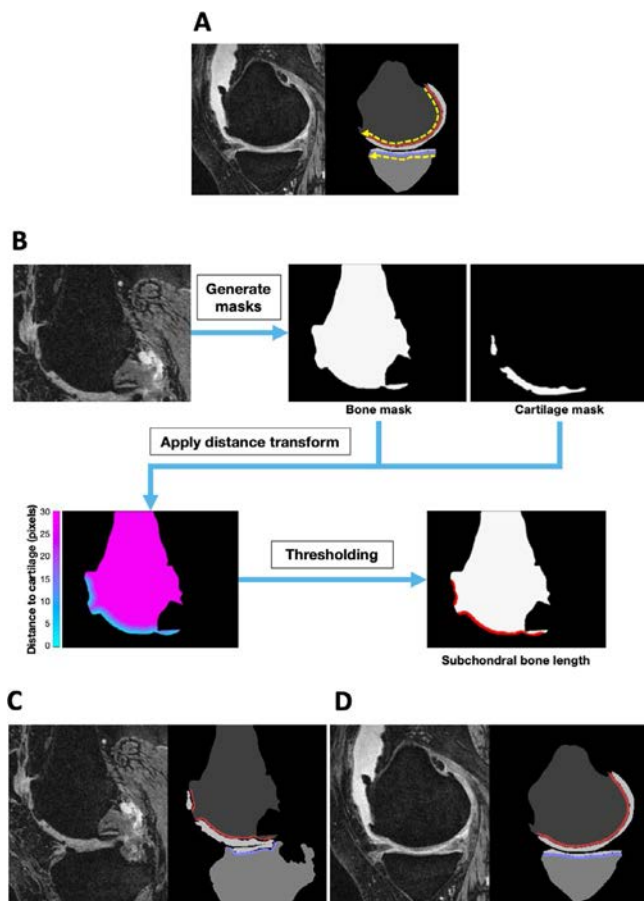 A
B
Generate
masks
Bone mask
Cartilage mask
Apply distance transform
Distance to cartilage (pixels)
30
25
20
15
10
5
0
Thresholding
Subchondral bone length
C
D